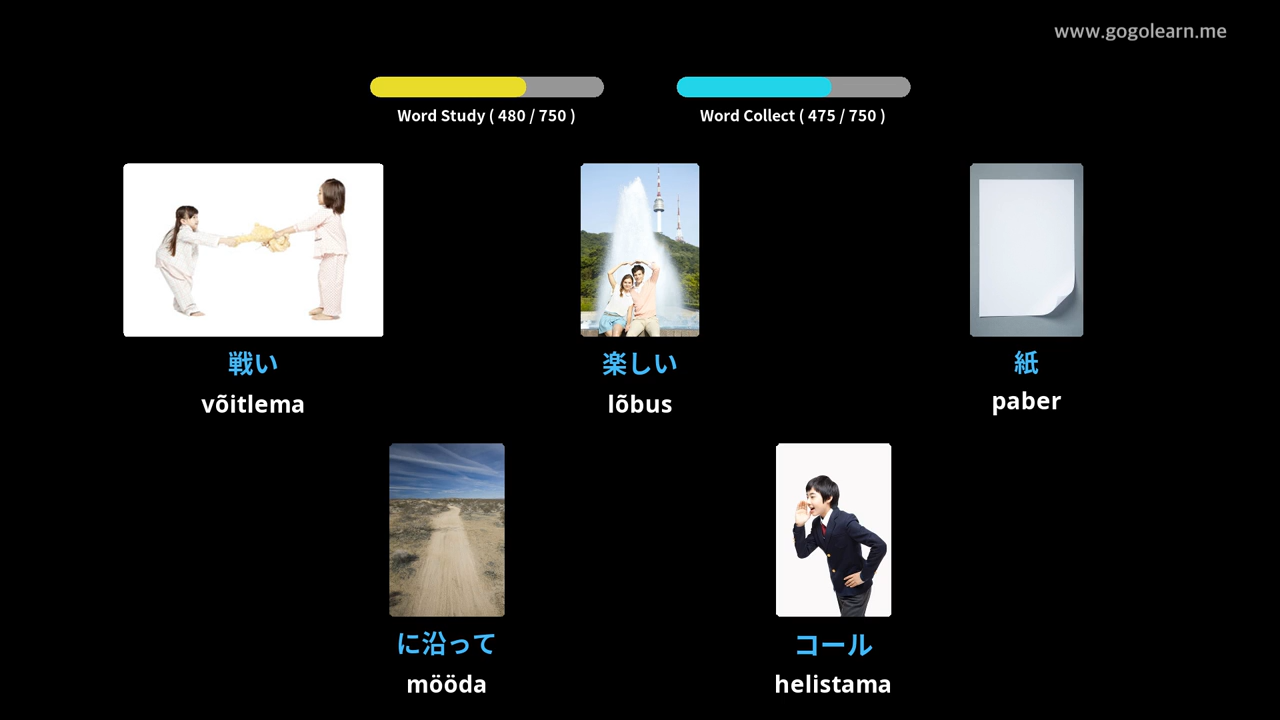 www.gogolearn.me
Word Study ( 480 / 750 )
Word Collect ( 475 / 750 )
戦い
võitlema
楽しい
lõbus
紙
paber
に沿って
mööda
コール
helistama